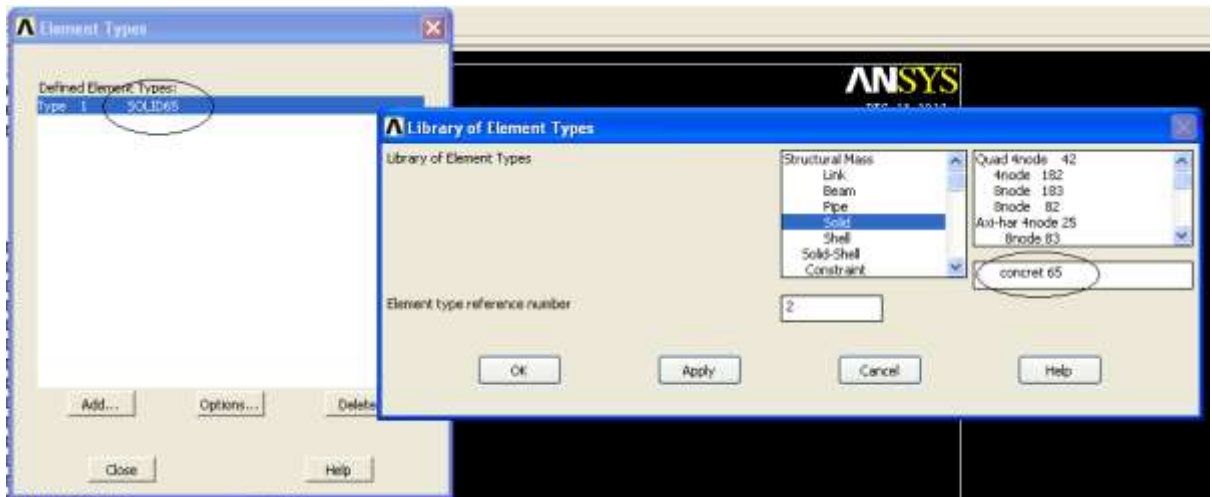 Element Types
Defined Element Types:
Type 1 SOLID65
Add...
Options...
Delete
Close
Help
ANSYS
Library of Element Types
Library of Element Types
Structural Mass
Link
Beam
Pipe
Solid
Shell
Solid-Shell
Constraint
Quad 4node 42
4node 182
8node 183
8node 82
Axi-har 4node 25
8node 83
concret 65
Element type reference number
2
OK
Apply
Cancel
Help